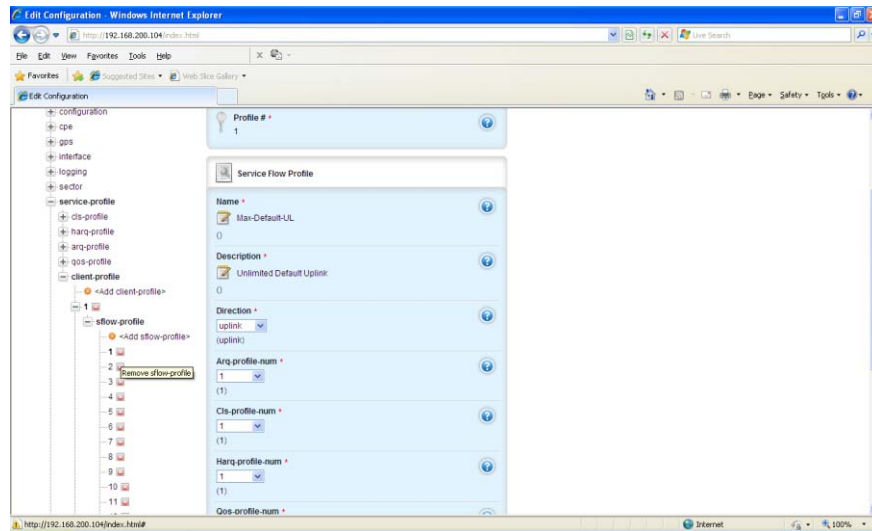 Edit Configuration - Windows Internet Explorer
http://192.168.200.104/index.html
Live Search
File Edit View Favorites Tools Help
Favorites Suggested Sites Web Slice Gallery
Edit Configuration
Page Safety Tools
configuration
cpe
gps
interface
logging
sector
service-profile
cls-profile
harq-profile
arq-profile
qos-profile
client-profile
<Add client-profile>
1
sflow-profile
<Add sflow-profile>
1
2
Remove sflow-profile
3
4
5
6
7
8
9
10
11
Profile # *
1
Service Flow Profile
Name *
Max-Default-UL
()
Description *
Unlimited Default Uplink
()
Direction *
uplink
(uplink)
Arq-profile-num *
1
(1)
Cls-profile-num *
1
(1)
Harq-profile-num *
1
(1)
Qos-profile-num *
http://192.168.200.104/index.html#
Internet
100%